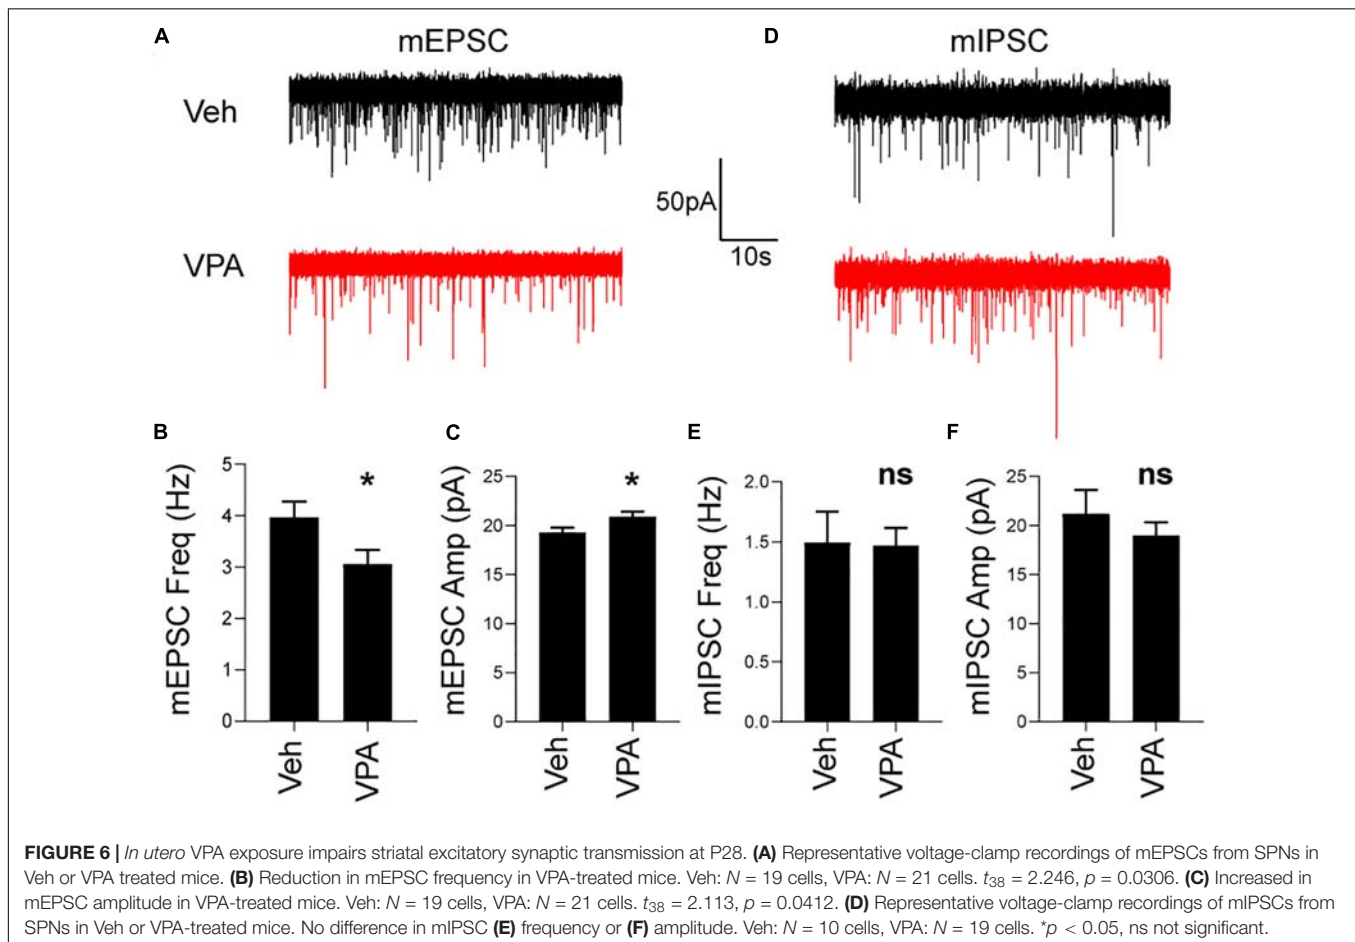 A
mEPSC
D
mIPSC
Veh
50pA
10s
VPA
B
mEPSC Freq (Hz)
5
4
3
2
1
0
*
Veh
VPA
C
mEPSC Amp (pA)
25
20
15
10
5
0
*
Veh
VPA
E
mIPSC Freq (Hz)
2.0
1.5
1.0
0.5
0.0
ns
Veh
VPA
F
mIPSC Amp (pA)
25
20
15
10
5
0
ns
Veh
VPA
FIGURE 6 | In utero VPA exposure impairs striatal excitatory synaptic transmission at P28. (A) Representative voltage-clamp recordings of mEPSCs from SPNs in
Veh or VPA treated mice. (B) Reduction in mEPSC frequency in VPA-treated mice. Veh: N = 19 cells, VPA: N = 21 cells. t38 = 2.246, p = 0.0306. (C) Increased in
mEPSC amplitude in VPA-treated mice. Veh: N = 19 cells, VPA: N = 21 cells. t38 = 2.113, p = 0.0412. (D) Representative voltage-clamp recordings of mIPSCs from
SPNs in Veh or VPA-treated mice. No difference in mIPSC (E) frequency or (F) amplitude. Veh: N = 10 cells, VPA: N = 19 cells. *p < 0.05, ns not significant.